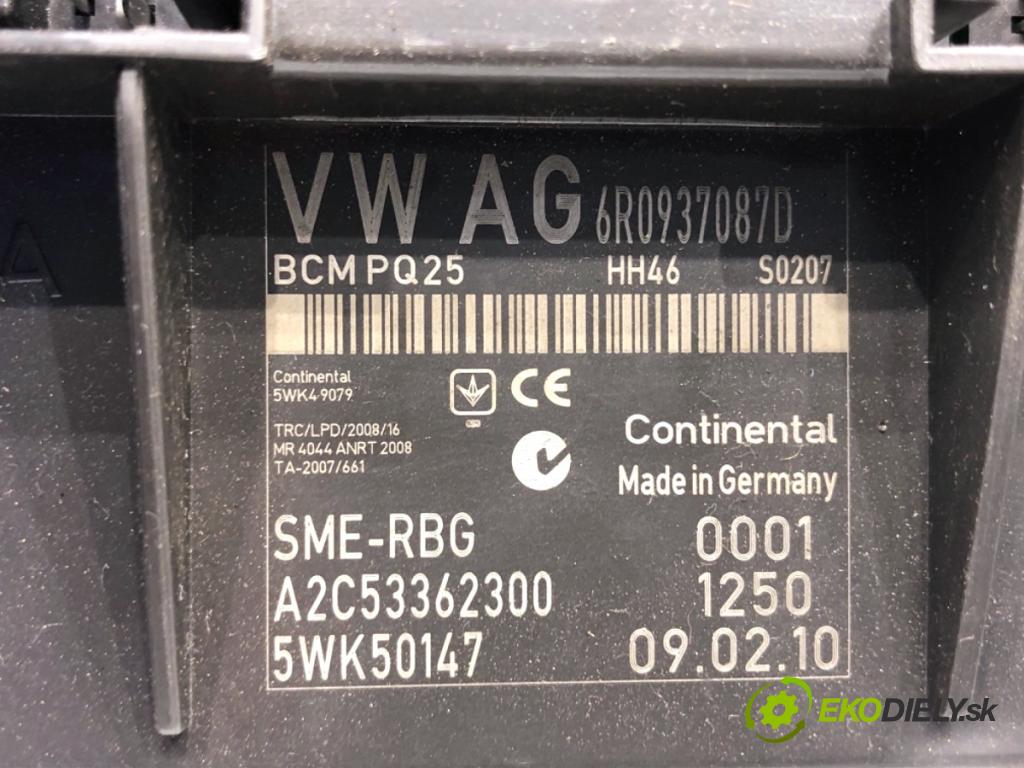 VW AG 6R0937087D
BCM PQ25 HH46 S0207
Continental
5WK49079
CE
TRC/LPD/2008/16
MR 4044 ANRT 2008
TA-2007/661
Continental
Made in Germany
SME-RBG 0001
A2C53362300 1250
5WK50147 09.02.10
EKODIELY.sk